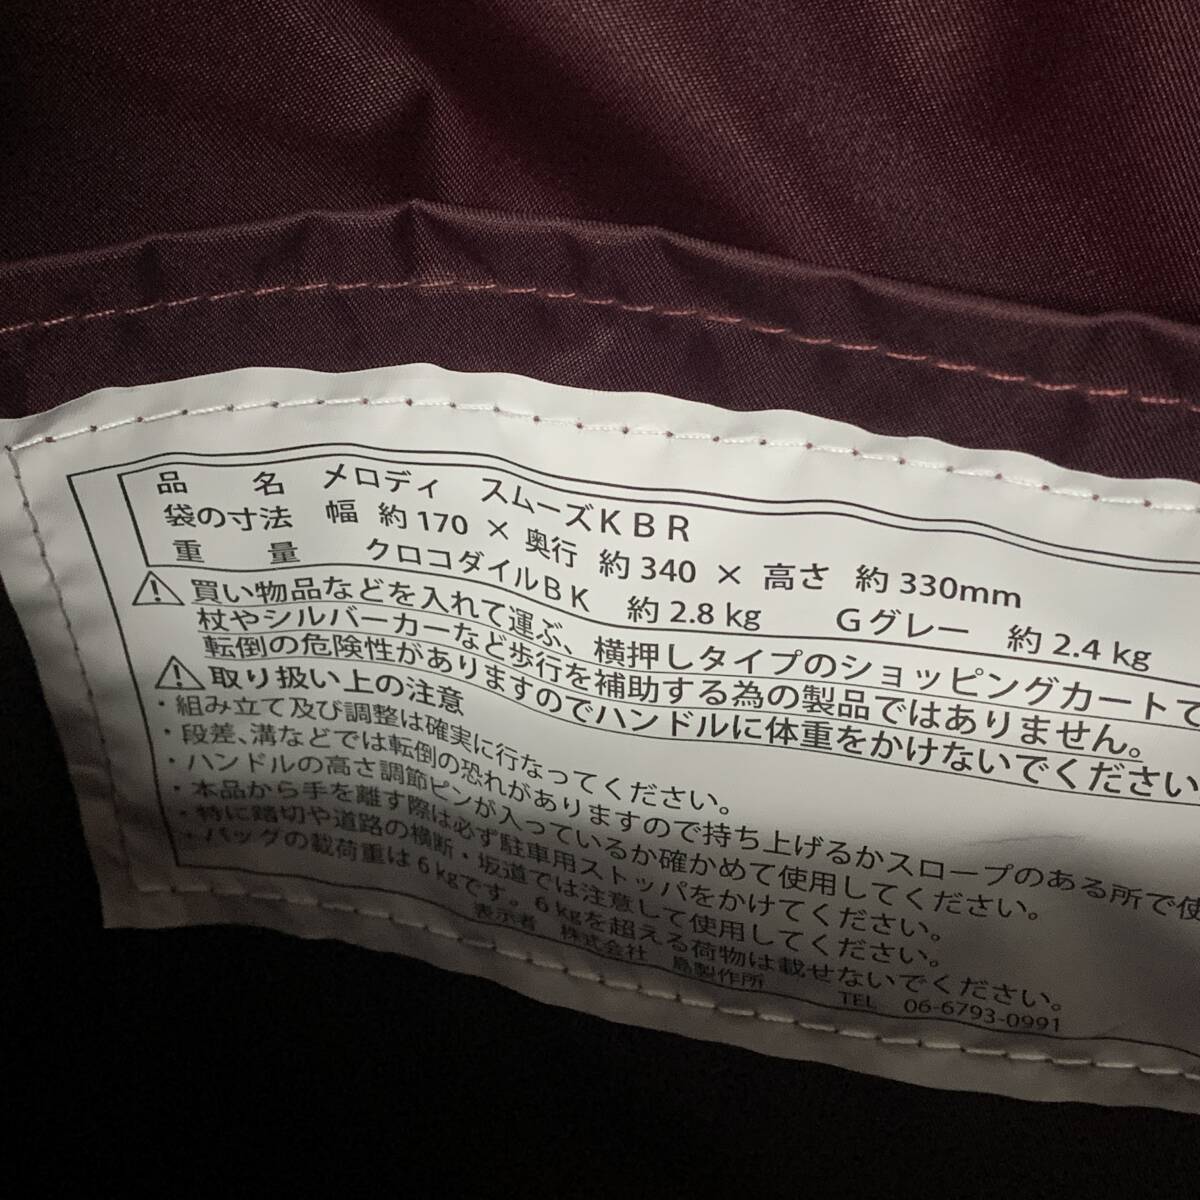 品 名 メロディ スムーズKBR
袋の寸法 幅 約170 × 奥行 約340 × 高さ 約330mm
重 量 クロコダイルBK 約2.8kg Gグレー 約2.4kg
⚠買い物品などを入れて運ぶ、横押しタイプのショッピングカートで
杖やシルバーカーなど歩行を補助する為の製品ではありません。
転倒の危険性がありますのでハンドルに体重をかけないでください
⚠取り扱い上の注意
・組み立て及び調整は確実に行なってください。
・段差、溝などでは転倒の恐れがありますので持ち上げるかスロープのある所で使
・ハンドルの高さ調節ピンが入っているか確かめて使用してください。
・本品から手を離す際は必ず駐車用ストッパをかけてください。
・特に踏切や道路の横断・坂道では注意して使用してください。
・バッグの載荷重は6kgです。6kgを超える荷物は載せないでください。
表示者 株式会社 島製作所 TEL 06-6793-0991